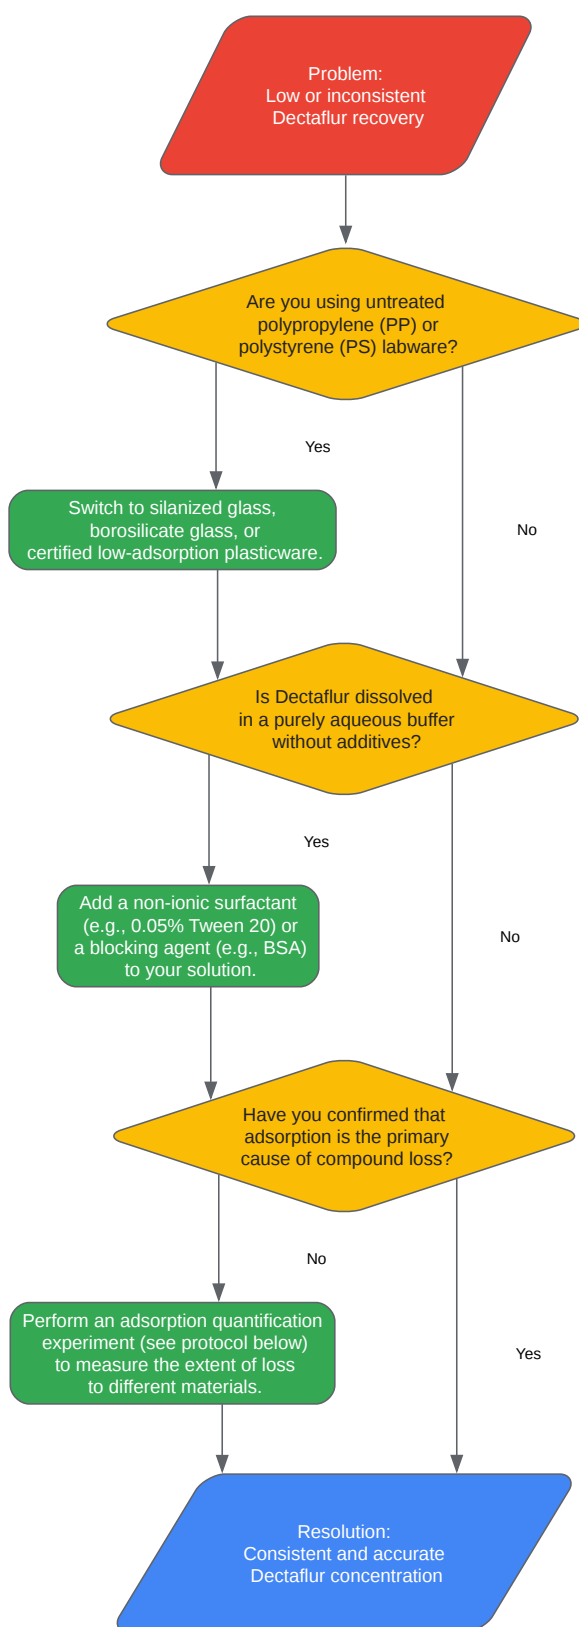 Problem:
Low or inconsistent
Dectaflur recovery
Are you using untreated
polypropylene (PP) or
polystyrene (PS) labware?
Yes
Switch to silanized glass,
borosilicate glass, or
certified low-adsorption plasticware.
No
Is Dectaflur dissolved
in a purely aqueous buffer
without additives?
Yes
Add a non-ionic surfactant
(e.g., 0.05% Tween 20) or
a blocking agent (e.g., BSA)
to your solution.
No
Have you confirmed that
adsorption is the primary
cause of compound loss?
No
Perform an adsorption quantification
experiment (see protocol below)
to measure the extent of loss
to different materials.
Yes
Resolution:
Consistent and accurate
Dectaflur concentration